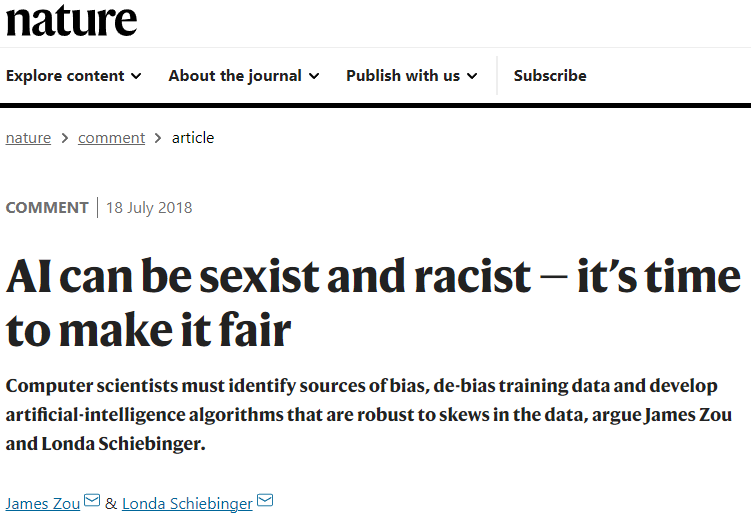 nature
Explore content About the journal Publish with us Subscribe
nature > comment > article
COMMENT | 18 July 2018
AI can be sexist and racist — it’s time
to make it fair
Computer scientists must identify sources of bias, de-bias training data and develop
artificial-intelligence algorithms that are robust to skews in the data, argue James Zou
and Londa Schiebinger.
James Zou & Londa Schiebinger